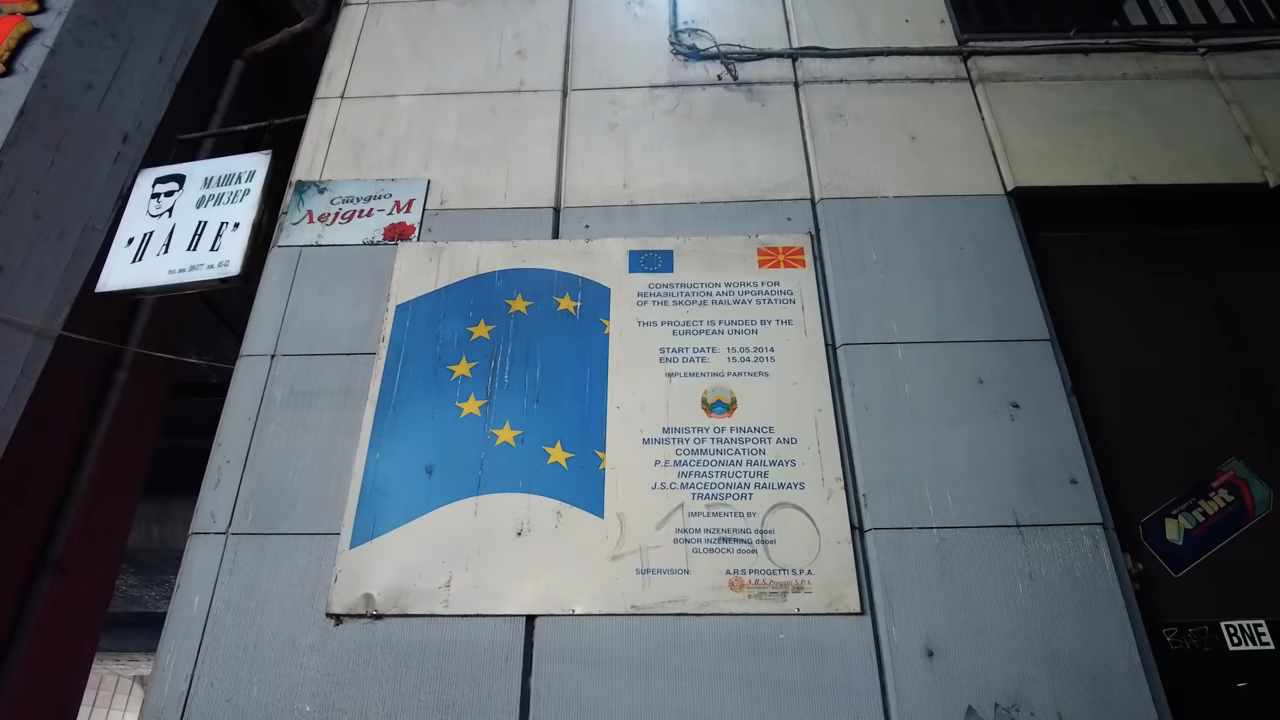 МАШКИ
ФРИЗЕР
"ПАНЕ"
Студио
Лејди-М
CONSTRUCTION WORKS FOR
REHABILITATION AND UPGRADING
OF THE SKOPJE RAILWAY STATION
THIS PROJECT IS FUNDED BY THE
EUROPEAN UNION
START DATE: 15.05.2014
END DATE: 15.04.2015
IMPLEMENTING PARTNERS:
MINISTRY OF FINANCE
MINISTRY OF TRANSPORT AND
COMMUNICATION
P.E.MACEDONIAN RAILWAYS
INFRASTRUCTURE
J.S.C.MACEDONIAN RAILWAYS
TRANSPORT
IMPLEMENTED BY:
INKOM INZENERING dooel
BONOR INZENERING dooel
GLOBOCKI dooel
SUPERVISION: A.R.S PROGETTI S.P.A.
A.R.S. Progetti S.P.A.
Orbit
BNE